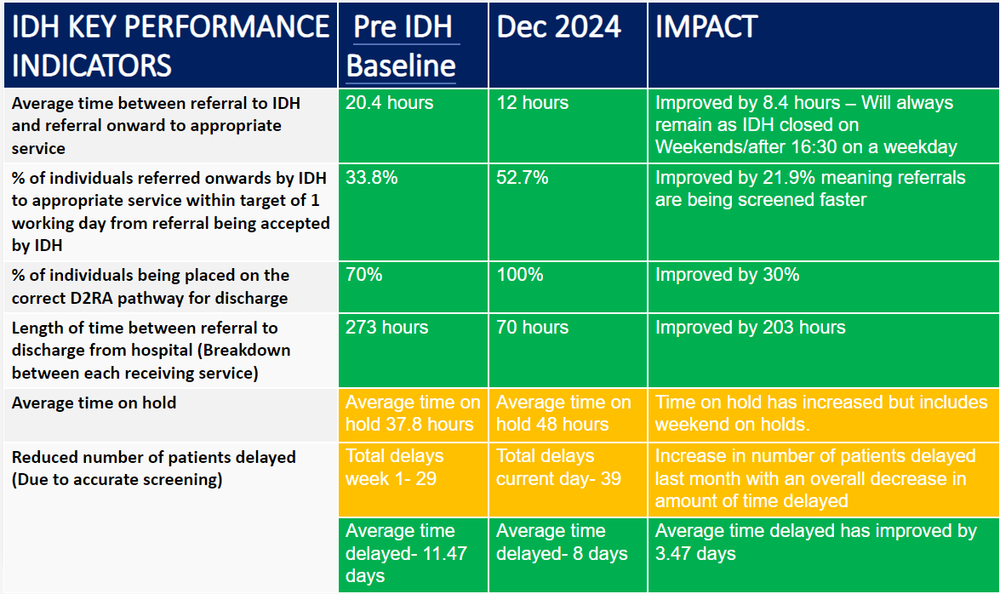 IDH KEY PERFORMANCE
INDICATORS
Pre IDH
Baseline
Dec 2024
IMPACT
Average time between referral to IDH
and referral onward to appropriate
service
20.4 hours
12 hours
Improved by 8.4 hours – Will always
remain as IDH closed on
Weekends/after 16:30 on a weekday
% of individuals referred onwards by IDH
to appropriate service within target of 1
working day from referral being accepted
by IDH
33.8%
52.7%
Improved by 21.9% meaning referrals
are being screened faster
% of individuals being placed on the
correct D2RA pathway for discharge
70%
100%
Improved by 30%
Length of time between referral to
discharge from hospital (Breakdown
between each receiving service)
273 hours
70 hours
Improved by 203 hours
Average time on hold
Average time on
hold 37.8 hours
Average time on
hold 48 hours
Time on hold has increased but includes
weekend on holds.
Reduced number of patients delayed
(Due to accurate screening)
Total delays
week 1- 29
Total delays
current day- 39
Increase in number of patients delayed
last month with an overall decrease in
amount of time delayed
Average time
delayed- 11.47
days
Average time
delayed- 8 days
Average time delayed has improved by
3.47 days